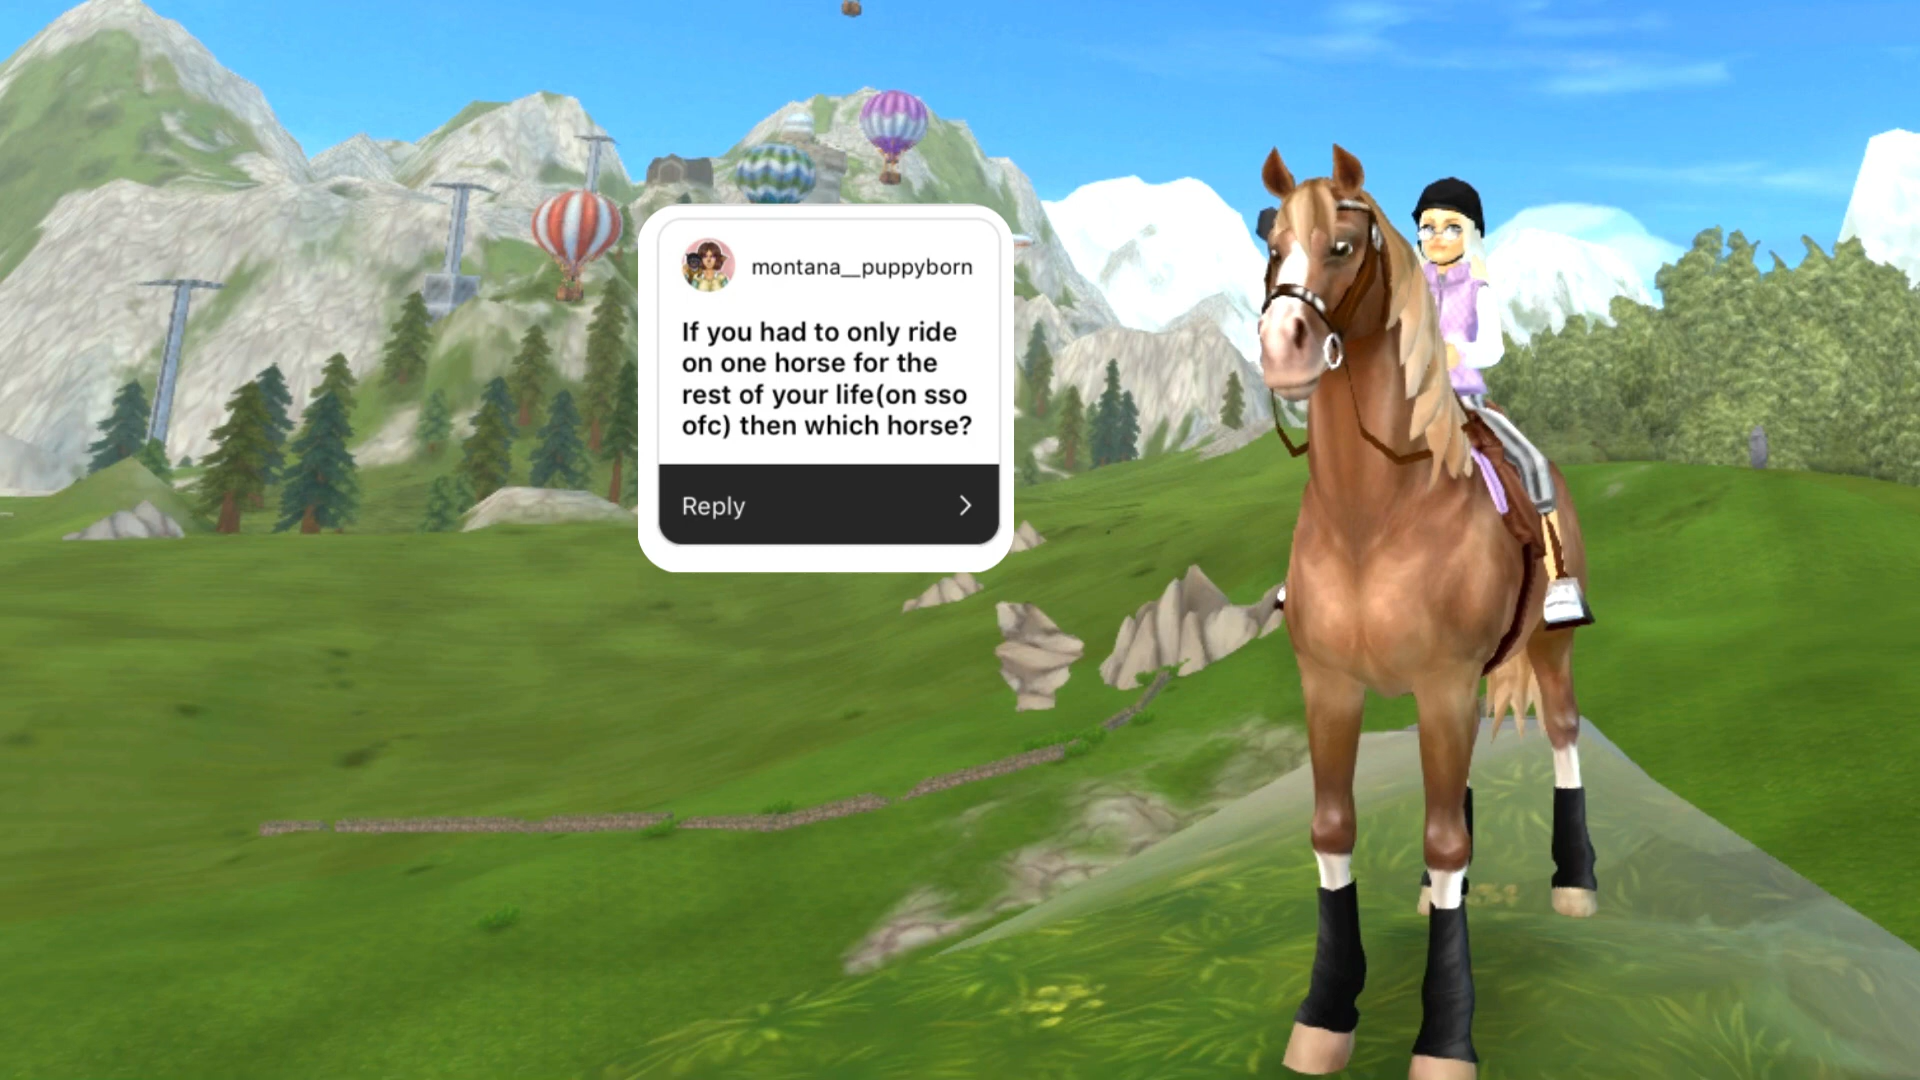 montana__puppyborn
If you had to only ride
on one horse for the
rest of your life(on sso
ofc) then which horse?
Reply